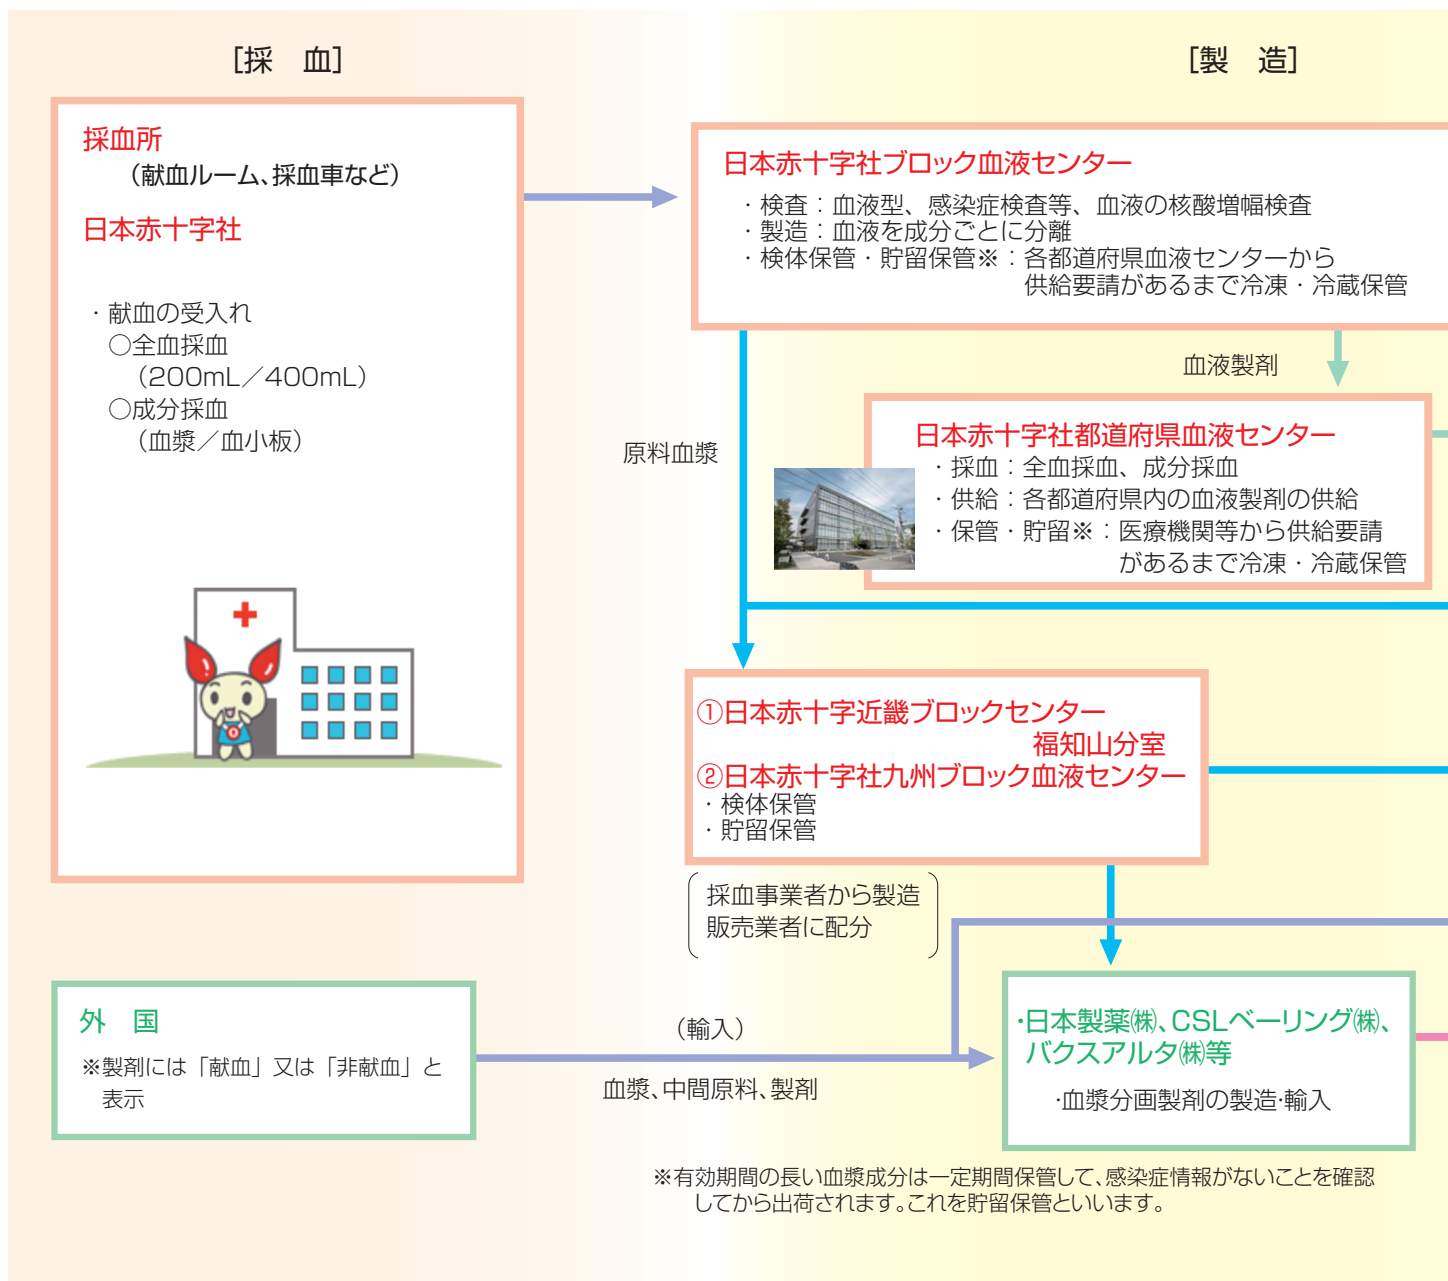 [採　血]
採血所
（献血ルーム、採血車など）
日本赤十字社
・献血の受入れ
○全血採血
（200mL／400mL）
○成分採血
（血漿／血小板）
外　国
※製剤には「献血」又は「非献血」と
表示
[製　造]
日本赤十字社ブロック血液センター
・検査：血液型、感染症検査等、血液の核酸増幅検査
・製造：血液を成分ごとに分離
・検体保管・貯留保管※：各都道府県血液センターから
供給要請があるまで冷凍・冷蔵保管
血液製剤
原料血漿
日本赤十字社都道府県血液センター
・採血：全血採血、成分採血
・供給：各都道府県内の血液製剤の供給
・保管・貯留※：医療機関等から供給要請
があるまで冷凍・冷蔵保管
①日本赤十字近畿ブロックセンター
福知山分室
②日本赤十字社九州ブロック血液センター
・検体保管
・貯留保管
採血事業者から製造
販売業者に配分
（輸入）
血漿、中間原料、製剤
・日本製薬㈱、CSLベーリング㈱、
バクスアルタ㈱等
・血漿分画製剤の製造・輸入
※有効期間の長い血漿成分は一定期間保管して、感染症情報がないことを確認
してから出荷されます。これを貯留保管といいます。